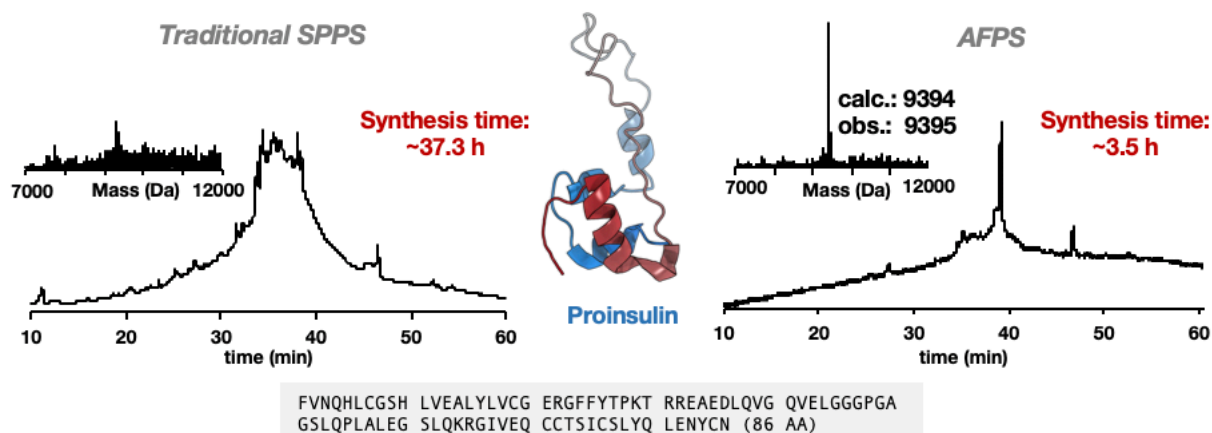 Traditional SPPS
Synthesis time:
~37.3 h
7000 Mass (Da) 12000
10 20 30 40 50 60
time (min)
Proinsulin
AFPS
calc.: 9394
obs.: 9395
Synthesis time:
~3.5 h
7000 Mass (Da) 12000
10 20 30 40 50 60
time (min)
FVNQHLCGSH LVEALYLVCG ERGFFYTPKT RREAEDLQVG QVELGGGPGA
GSLQPLALEG SLQKRGIVEQ CCTSICSLYQ LENYCN (86 AA)